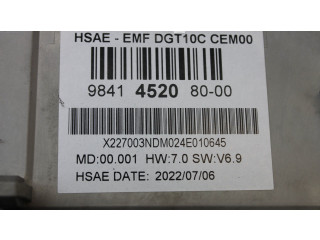 HSAE - EMF DGT10C CEM00
9841 4520 80-00
X227003NDM024E010645
MD:00.001 HW:7.0 SW:V6.9
HSAE DATE: 2022/07/06